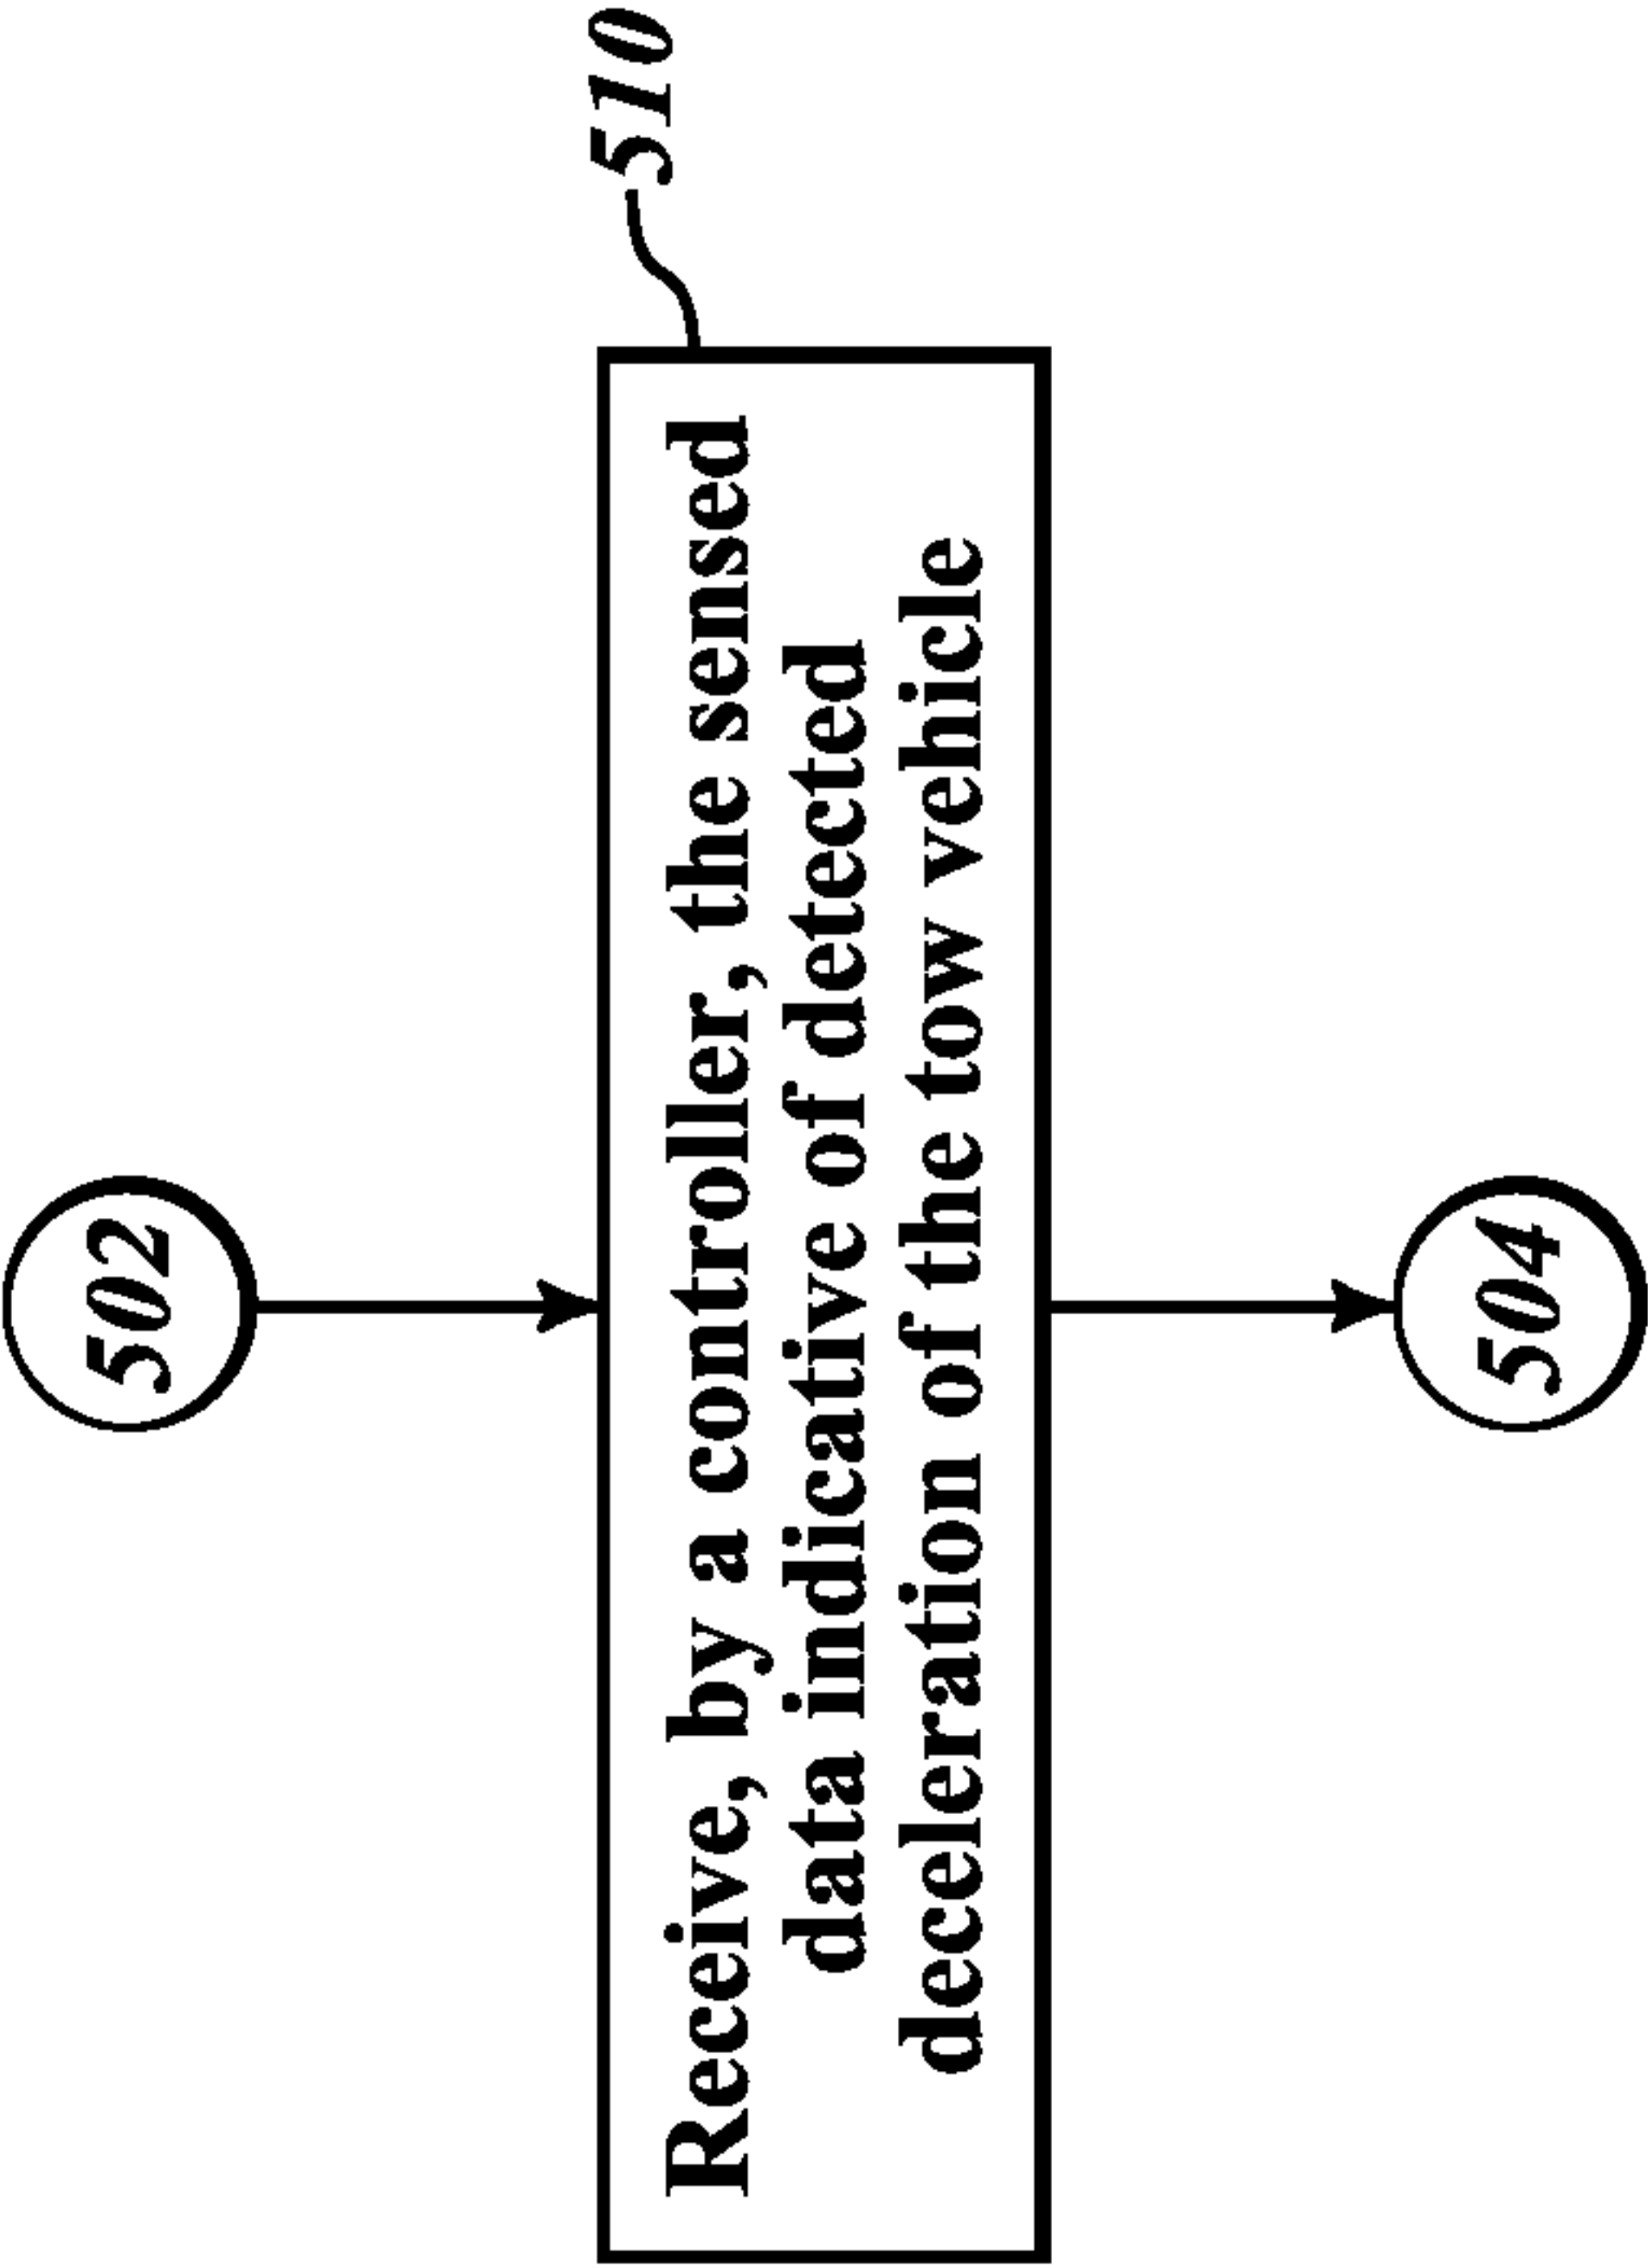 502
510
Receive, by a controller, the sensed
data indicative of detected
deceleration of the tow vehicle
504